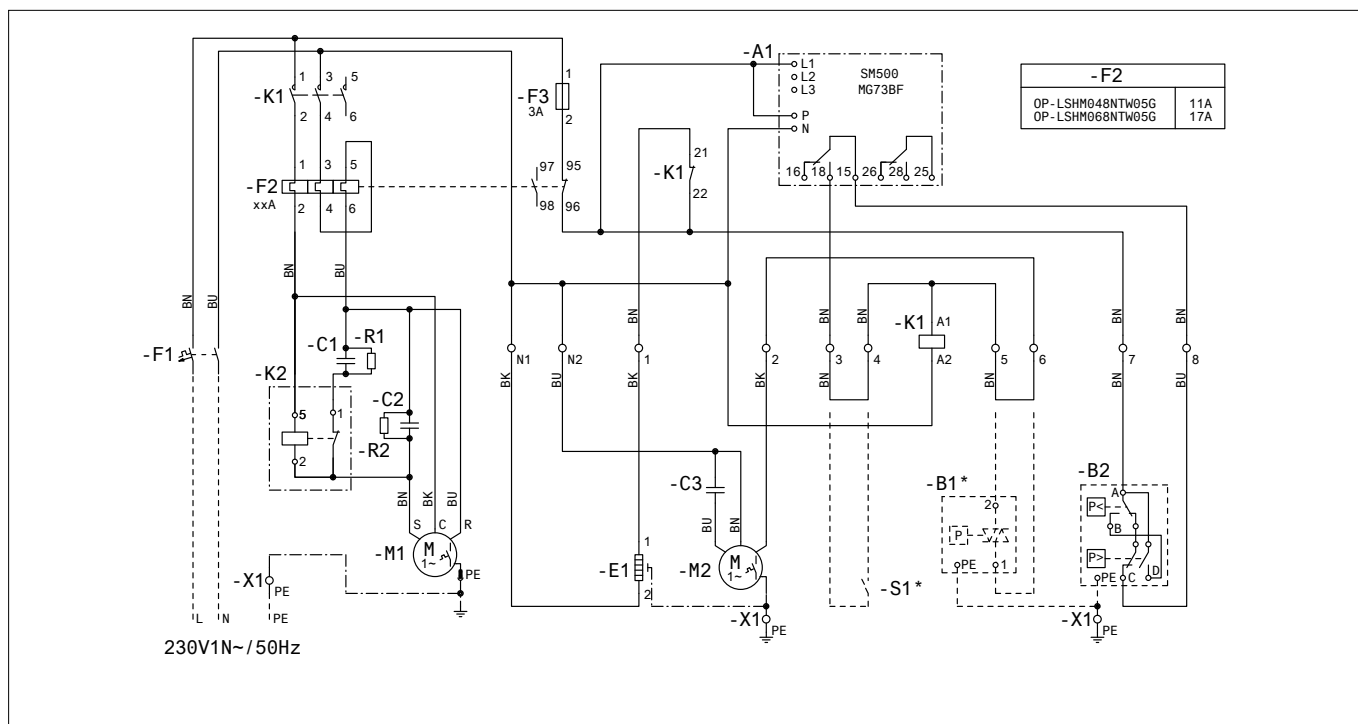 -A1
L1
L2
L3
SM500
MG73BF
P
N
16
18
15
26
28
25
-F2
OP-LSHM048NTW05G 11A
OP-LSHM068NTW05G 17A
-K1
1
3
5
2
4
6
-F3
3A
1
2
-F2
xxA
1
3
5
2
4
6
97
95
98
96
-K1
21
22
BN
BU
BN
BU
BN
BN
BN
-K1
A1
A2
BN
BN
BN
-F1
-C1
-R1
-K2
5
1
2
-C2
-R2
N1
N2
1
2
3
4
5
6
7
8
BK
BU
BK
BK
BN
BN
BN
BN
BU
BN
BK
BU
S
C
R
-M1
M
1~
PE
-X1
PE
L
N
PE
230V1N~/50Hz
-C3
BU
BN
-M2
M
1~
-E1
1
2
-X1
PE
-S1*
-B1*
2
P
PE
1
-B2
A
P<
B
P>
PE
C
D
-X1
PE